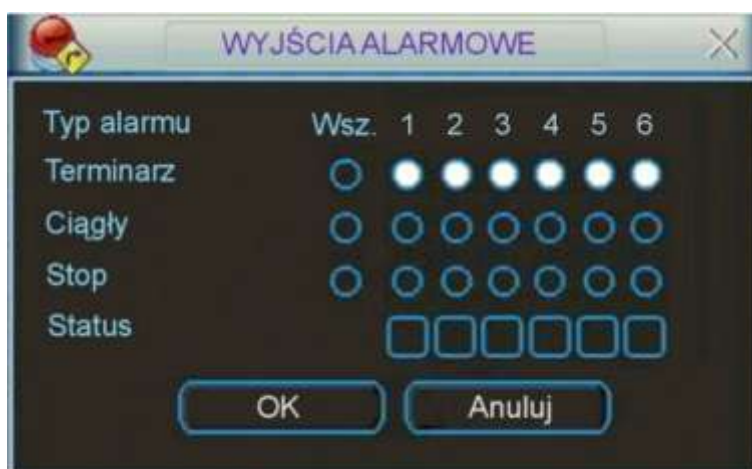 WYJŚCIA ALARMOWE
Typ alarmu Wsz. 1 2 3 4 5 6
Terminarz
Ciągły
Stop
Status
OK Anuluj